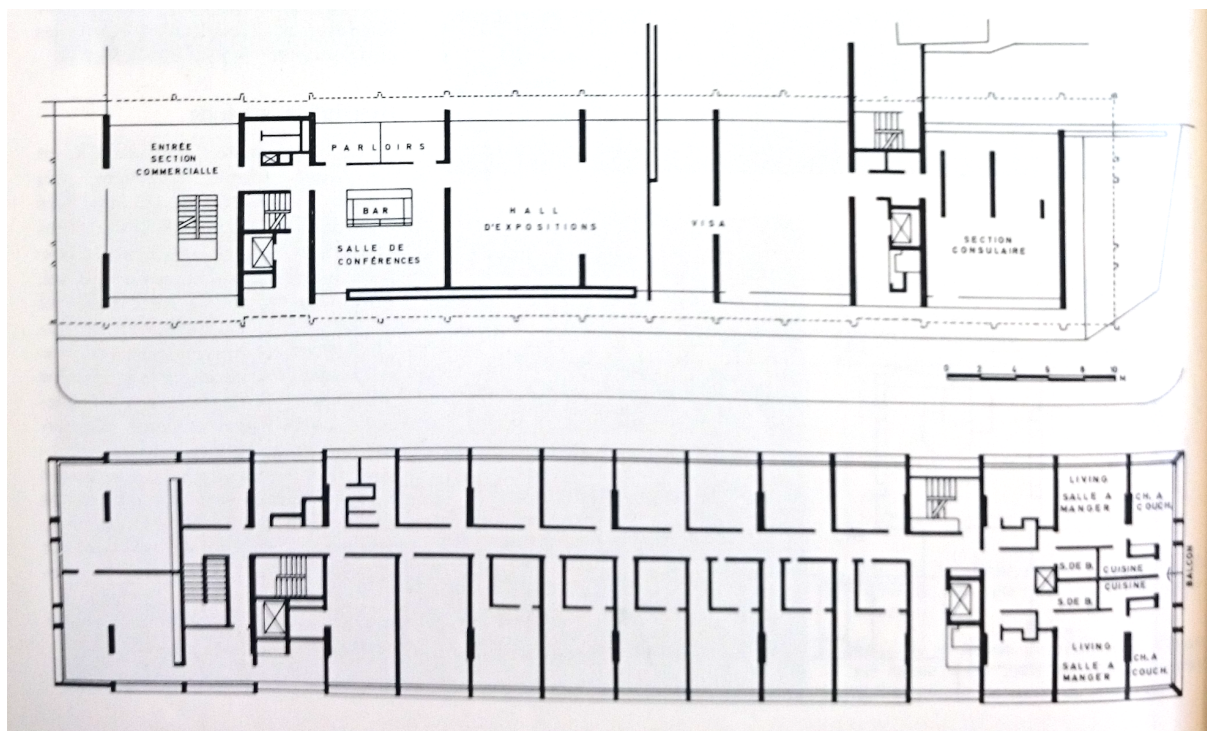 ENTRÉE
SECTION
COMMERCIALLE
PARLOIRS
BAR
SALLE DE
CONFÉRENCES
HALL
D'EXPOSITIONS
VISA
SECTION
CONSULAIRE
0 2 4 6 8 10 M
LIVING
SALLE A
MANGER
CH. A
COUCH.
S. DE B.
CUISINE
BALCON
S. DE B.
CUISINE
LIVING
SALLE A
MANGER
CH. A
COUCH.